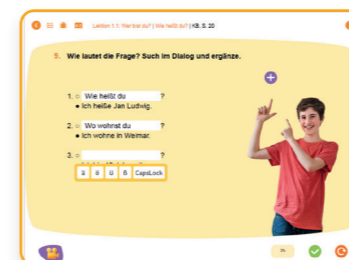 Lektion 1.1: Wer bist du? | Wie heißt du? | KB, S. 20
5. Wie lautet die Frage? Such im Dialog und ergänze.
1. Wie heißt du ?
Ich heiße Jan Ludwig.
2. Wo wohnst du ?
Ich wohne in Weimar.
3. ?
ä ö ü ß CapsLock